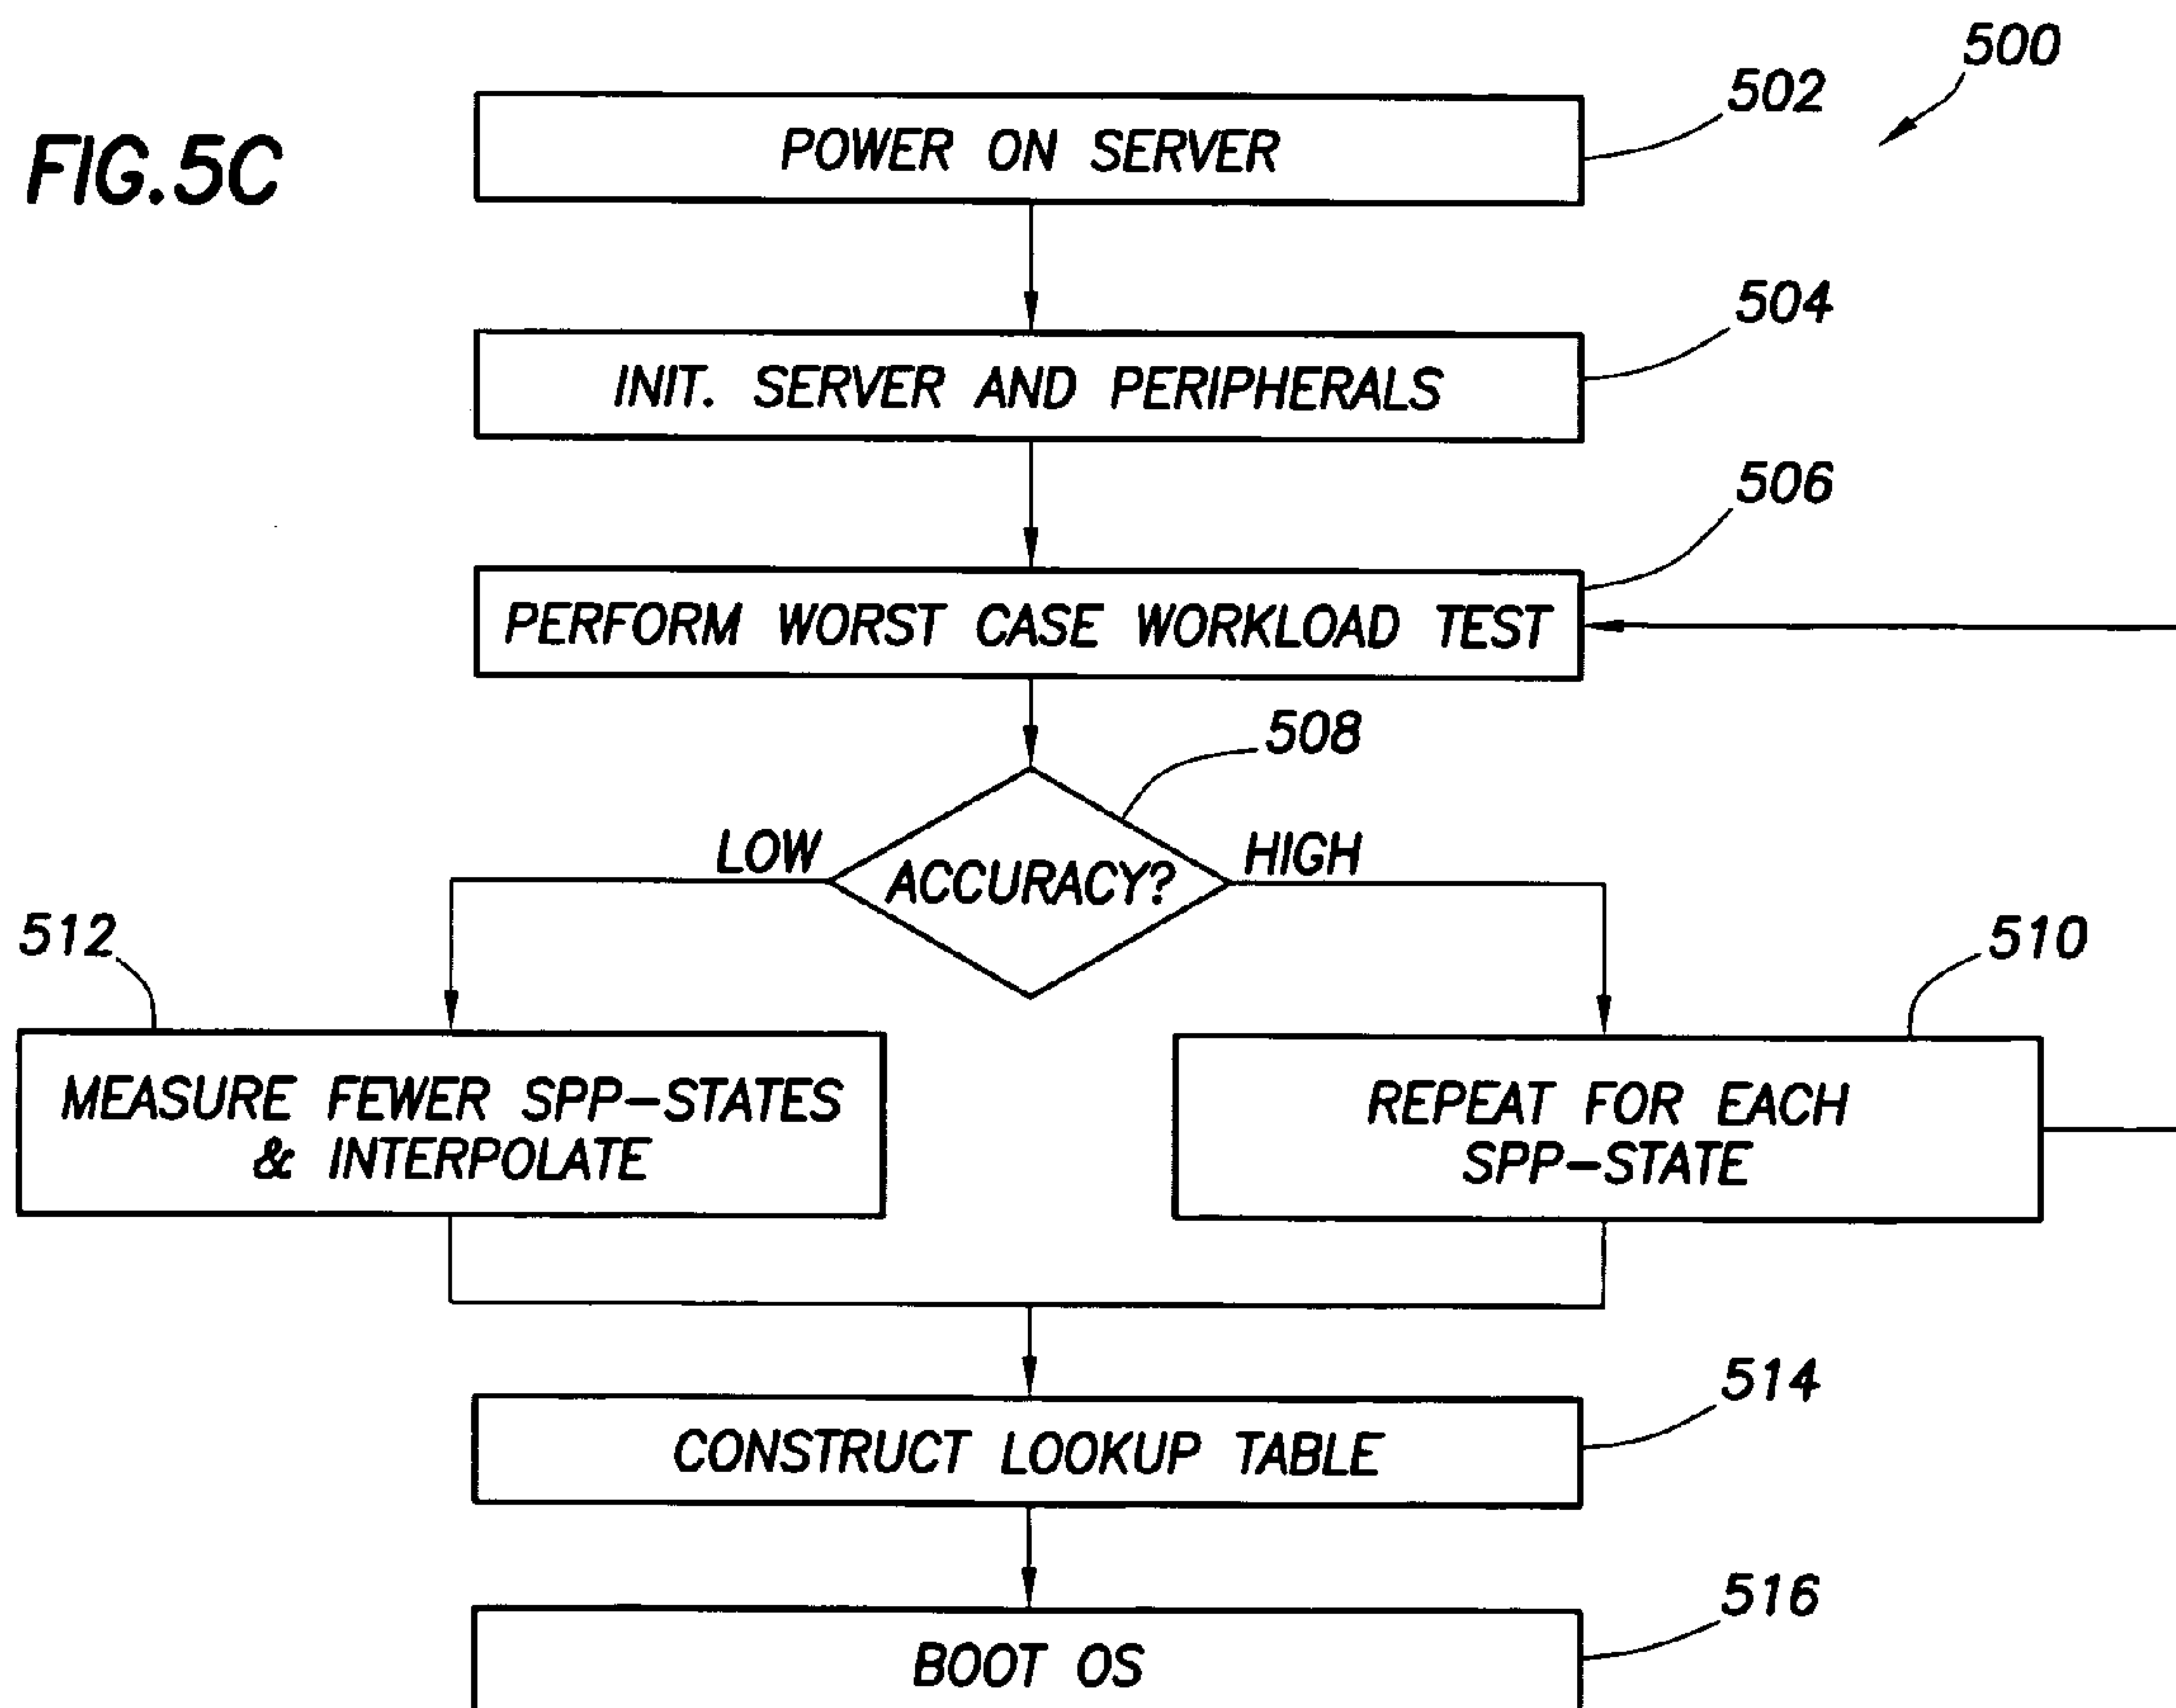 500
502
FIG.5C
POWER ON SERVER
504
INIT. SERVER AND PERIPHERALS
506
PERFORM WORST CASE WORKLOAD TEST
508
LOW
HIGH
ACCURACY?
512
510
MEASURE FEWER SPP-STATES
& INTERPOLATE
REPEAT FOR EACH
SPP-STATE
514
CONSTRUCT LOOKUP TABLE
516
BOOT OS